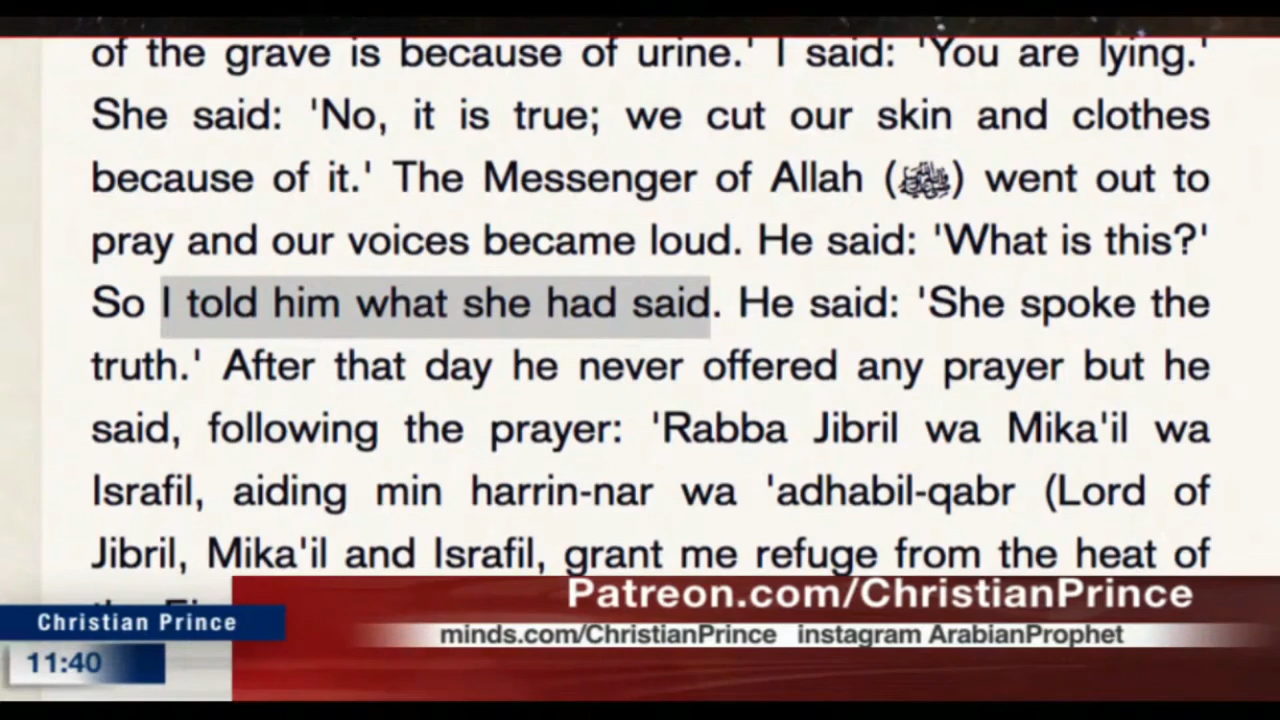 of the grave is because of urine.' I said: 'You are lying.'
She said: 'No, it is true; we cut our skin and clothes
because of it.' The Messenger of Allah (ﷺ) went out to
pray and our voices became loud. He said: 'What is this?'
So I told him what she had said. He said: 'She spoke the
truth.' After that day he never offered any prayer but he
said, following the prayer: 'Rabba Jibril wa Mika'il wa
Israfil, aiding min harrin-nar wa 'adhabil-qabr (Lord of
Jibril, Mika'il and Israfil, grant me refuge from the heat of
Patreon.com/ChristianPrince
Christian Prince
minds.com/ChristianPrince instagram ArabianProphet
11:40